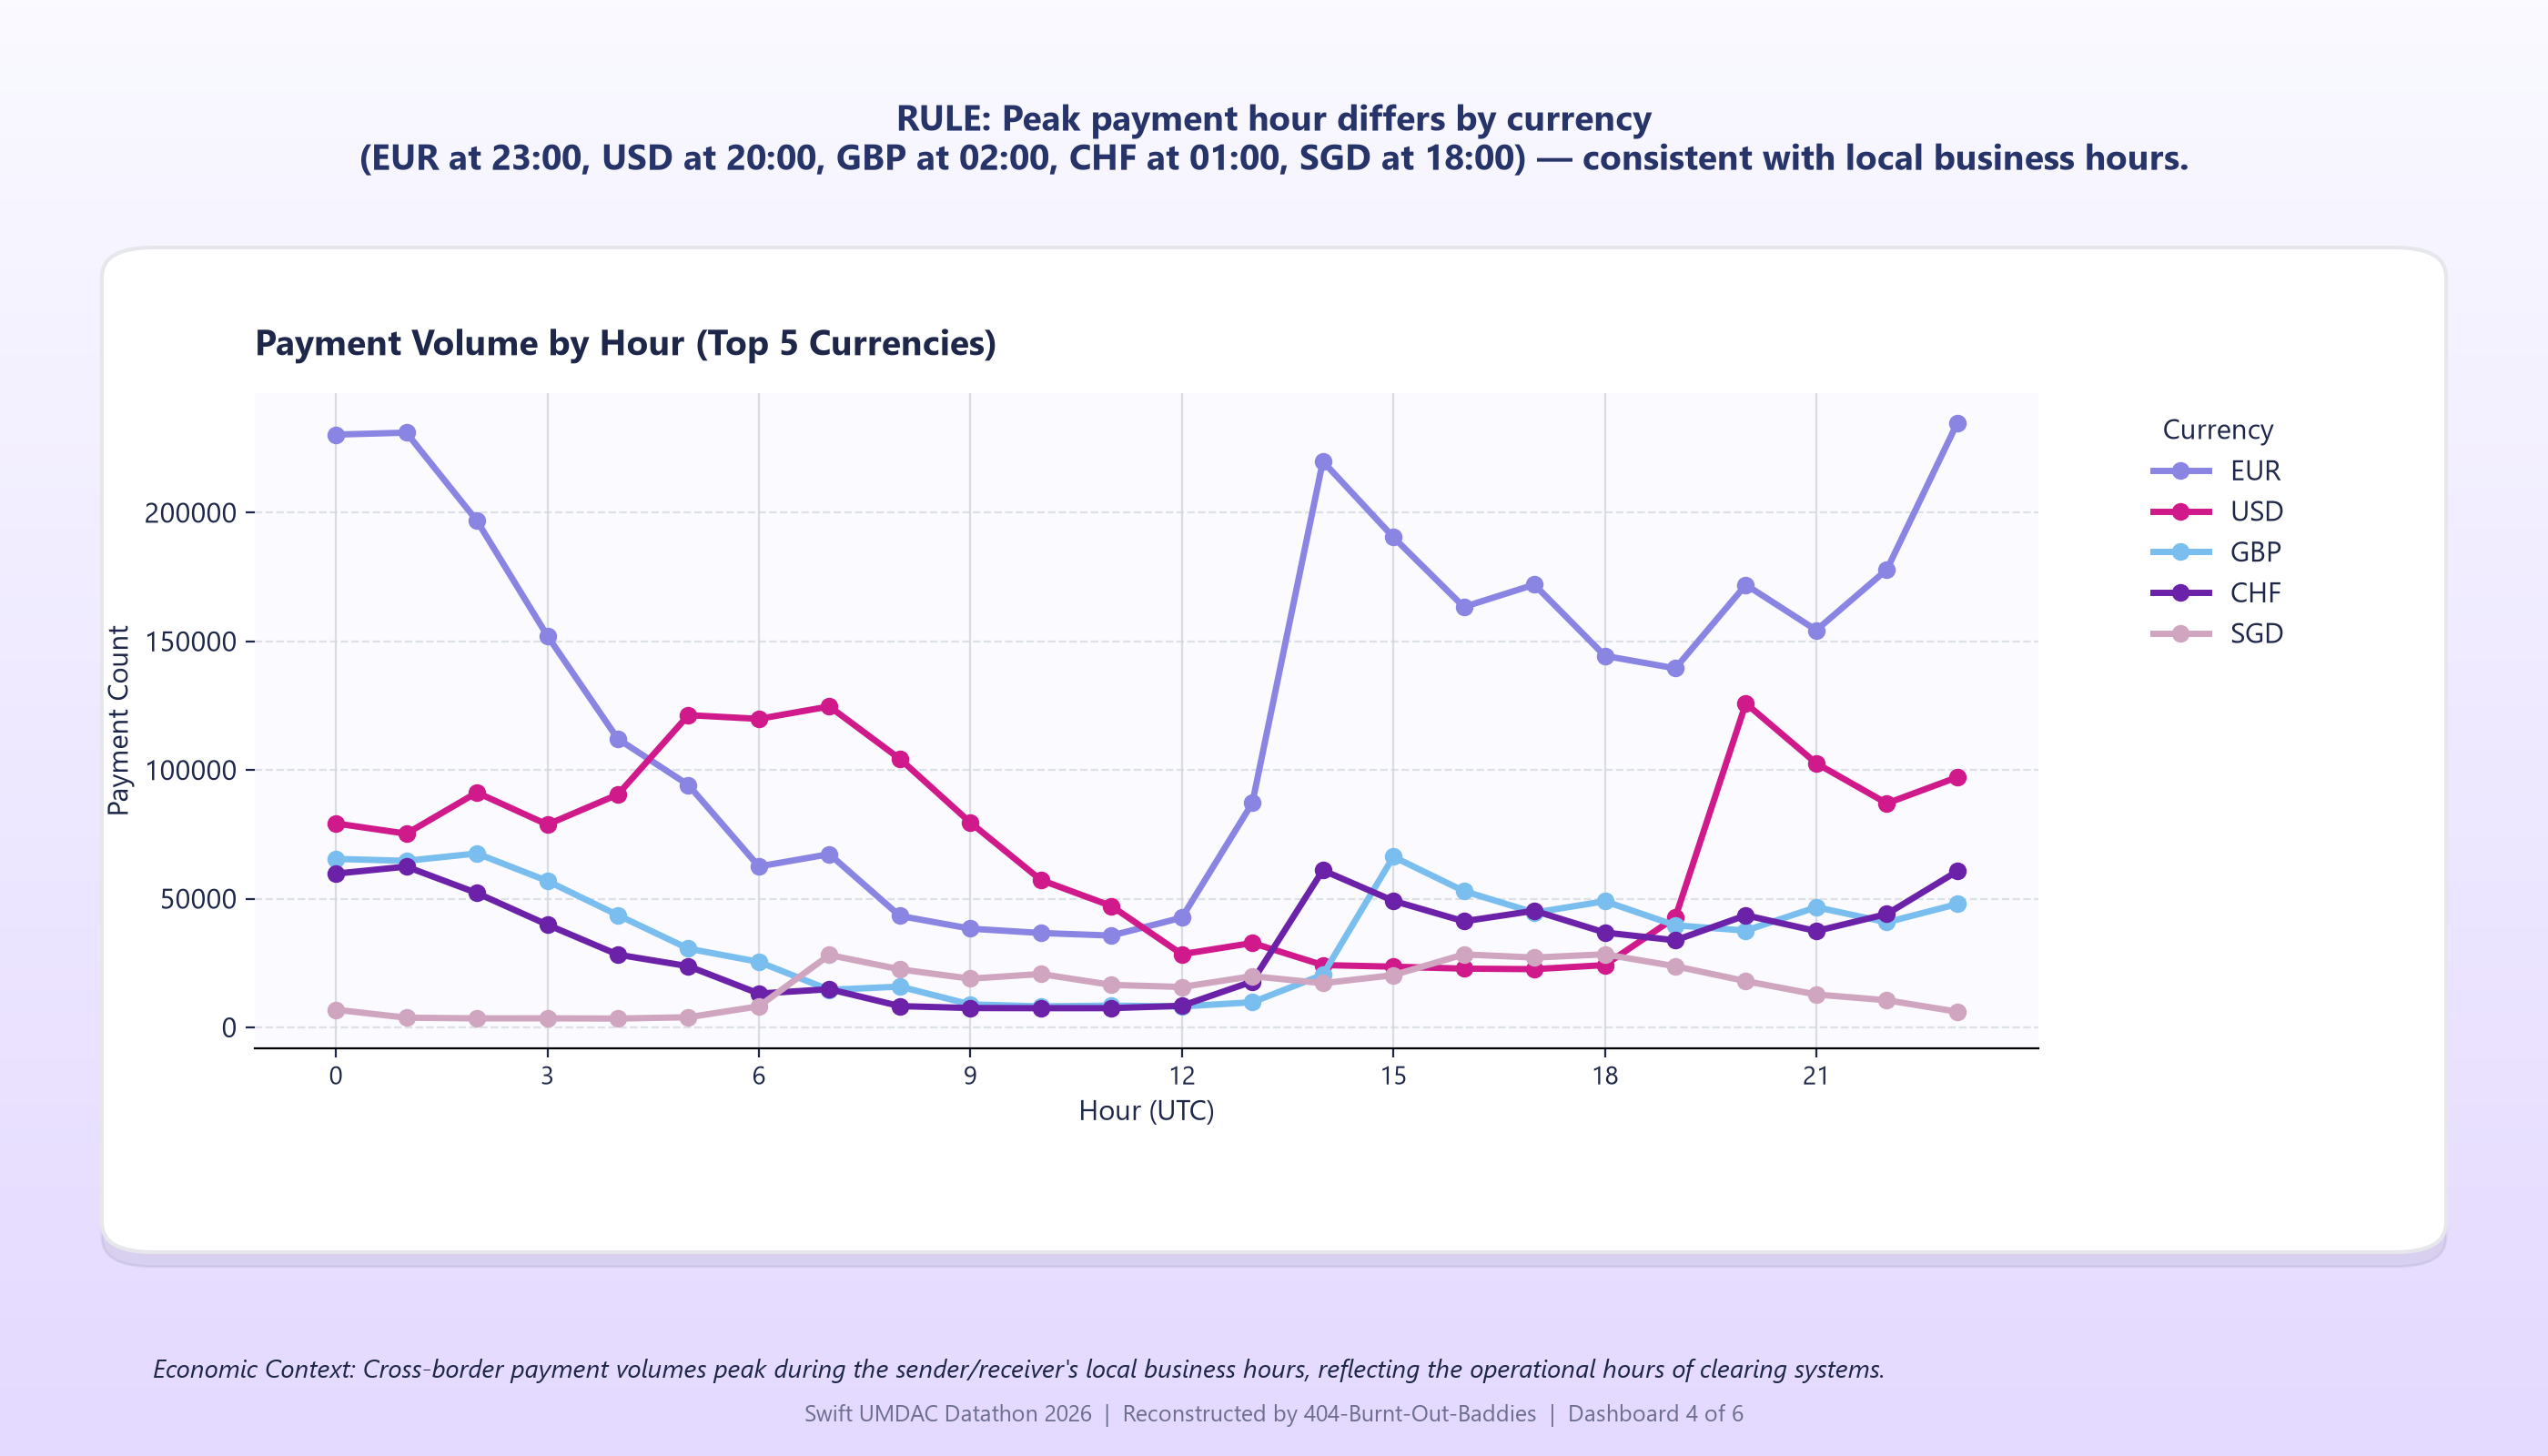 RULE: Peak payment hour differs by currency
(EUR at 23:00, USD at 20:00, GBP at 02:00, CHF at 01:00, SGD at 18:00) — consistent with local business hours.
Payment Volume by Hour (Top 5 Currencies)
Payment Count
200000
150000
100000
50000
0
0 3 6 9 12 15 18 21
Hour (UTC)
Currency
EUR
USD
GBP
CHF
SGD
Economic Context: Cross-border payment volumes peak during the sender/receiver's local business hours, reflecting the operational hours of clearing systems.
Swift UMDAC Datathon 2026 | Reconstructed by 404-Burnt-Out-Baddies | Dashboard 4 of 6